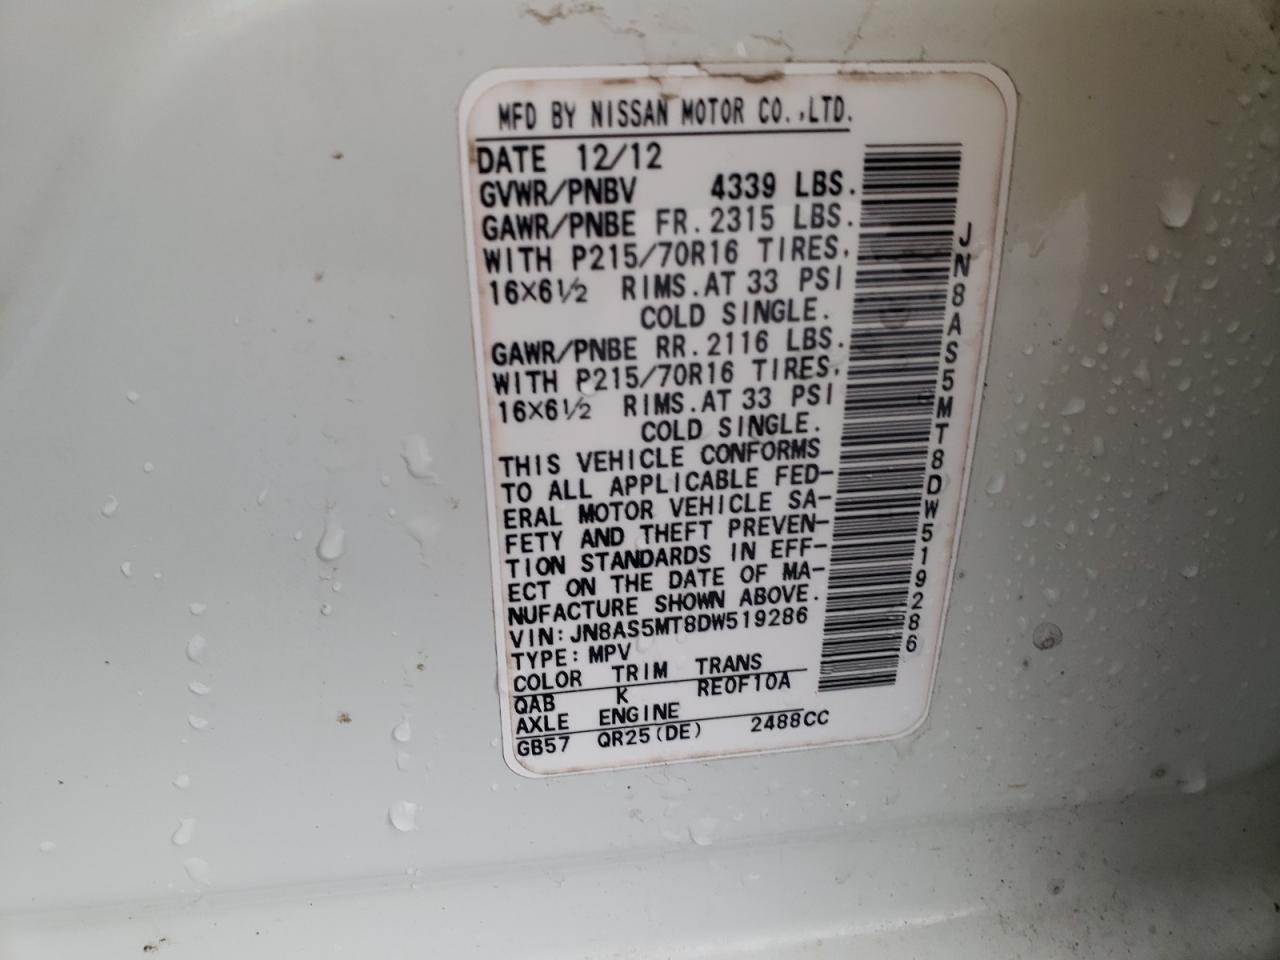 MFD BY NISSAN MOTOR CO.,LTD.
DATE 12/12
GVWR/PNBV 4339 LBS.
GAWR/PNBE FR.2315 LBS.
WITH P215/70R16 TIRES,
16X6½ RIMS.AT 33 PSI
COLD SINGLE.
GAWR/PNBE RR.2116 LBS.
WITH P215/70R16 TIRES,
16X6½ RIMS.AT 33 PSI
COLD SINGLE.
THIS VEHICLE CONFORMS
TO ALL APPLICABLE FED-
ERAL MOTOR VEHICLE SA-
FETY AND THEFT PREVEN-
TION STANDARDS IN EFF-
ECT ON THE DATE OF MA-
NUFACTURE SHOWN ABOVE.
VIN:JN8AS5MT8DW519286
TYPE:MPV
COLOR TRIM TRANS
QAB K RE0F10A
AXLE ENGINE
GB57 QR25(DE) 2488CC
JN8AS5MT8DW519286